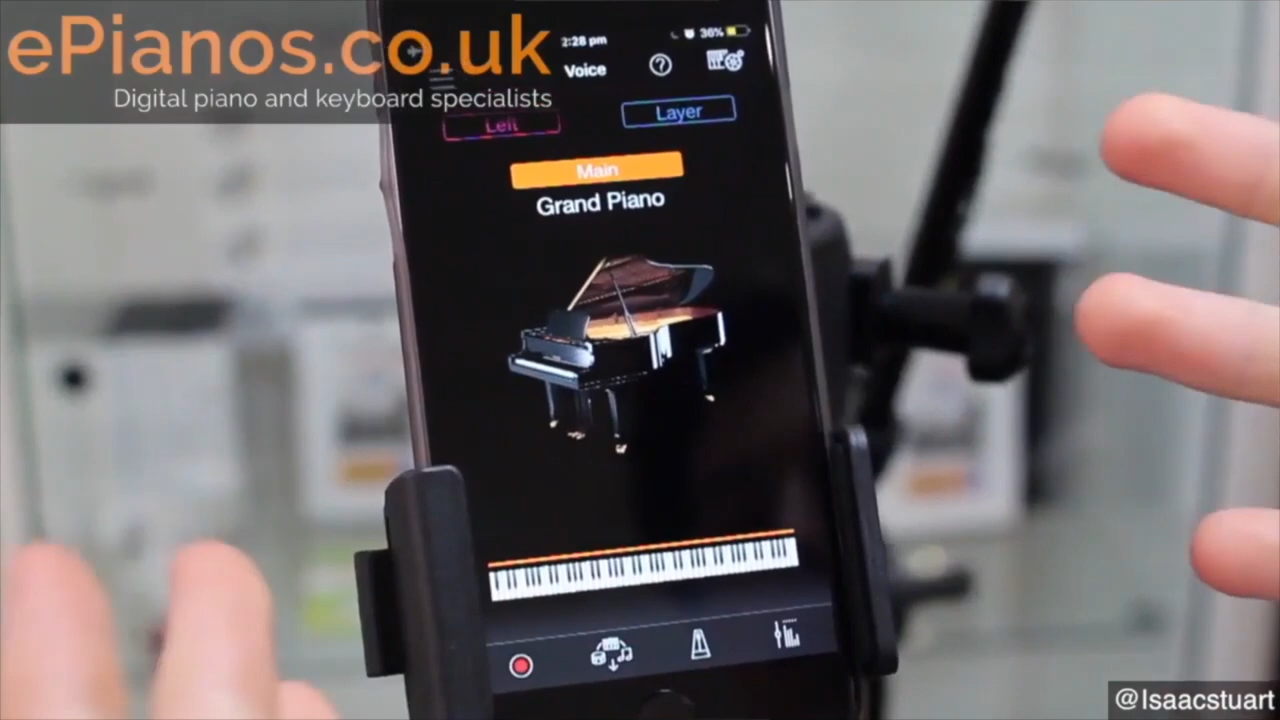 ePianos.co.uk
Digital piano and keyboard specialists
2:28 pm
36%
Voice
?
Left
Layer
Main
Grand Piano
@Isaacstuart